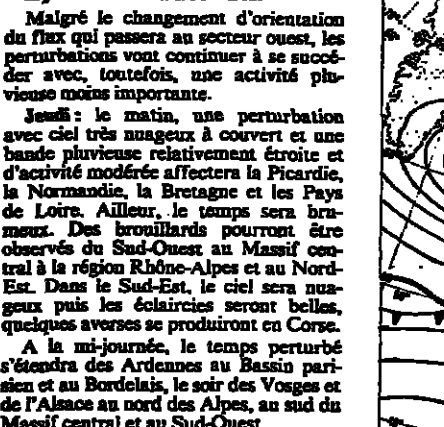 Malgré le changement d'orientation
du flux qui passera au secteur ouest, les
perturbations vont continuer à se succé-
der avec, toutefois, une activité plu-
vieuse moins importante.
Jeudi : le matin, une perturbation
avec ciel très nuageux à couvert et une
bande pluvieuse relativement étroite et
d'activité modérée affectera la Picardie,
la Normandie, la Bretagne et les Pays
de Loire. Ailleur, le temps sera bru-
meux. Des brouillards pourront être
observés du Sud-Ouest au Massif cen-
tral à la région Rhône-Alpes et au Nord-
Est. Dans le Sud-Est, le ciel sera nua-
geux puis les éclaircies seront belles,
quelques averses se produiront en Corse.
A la mi-journée, le temps perturbé
s'étendra des Ardennes au Bassin pari-
sien et au Bordelais, le soir des Vosges et
de l'Alsace au nord des Alpes, au sud du
Massif central et au Sud-Ouest